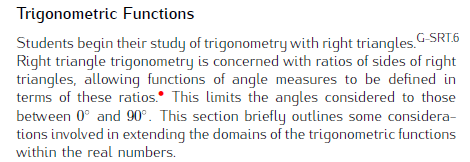 Trigonometric Functions
Students begin their study of trigonometry with right triangles.G-SRT.6
Right triangle trigonometry is concerned with ratios of sides of right
triangles, allowing functions of angle measures to be defined in
terms of these ratios.• This limits the angles considered to those
between 0° and 90°. This section briefly outlines some considera-
tions involved in extending the domains of the trigonometric functions
within the real numbers.